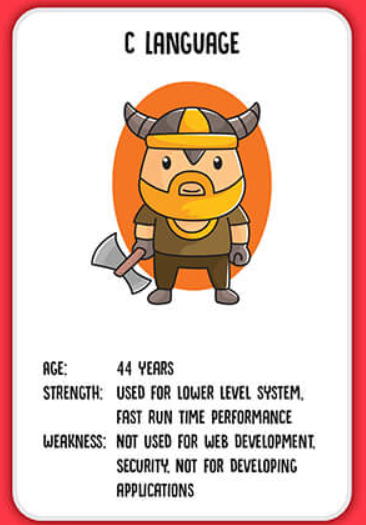 C LANGUAGE
AGE: 44 YEARS
STRENGTH: USED FOR LOWER LEVEL SYSTEM,
FAST RUN TIME PERFORMANCE
WEAKNESS: NOT USED FOR WEB DEVELOPMENT,
SECURITY, NOT FOR DEVELOPING
APPLICATIONS